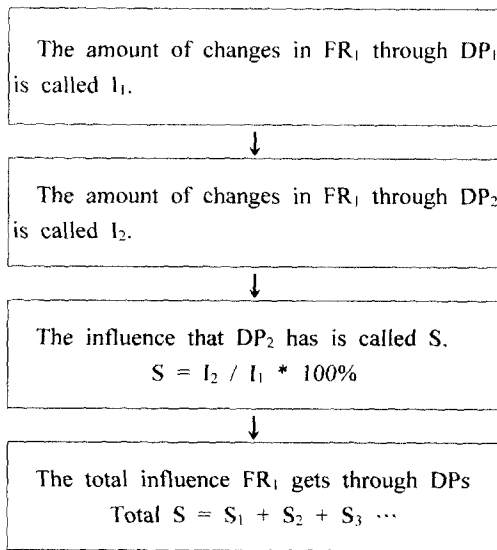 The amount of changes in FR₁ through DP₁
is called I₁.
The amount of changes in FR₁ through DP₂
is called I₂.
The influence that DP₂ has is called S.
S = I₂ / I₁ * 100%
The total influence FR₁ gets through DPs
Total S = S₁ + S₂ + S₃ ⋯